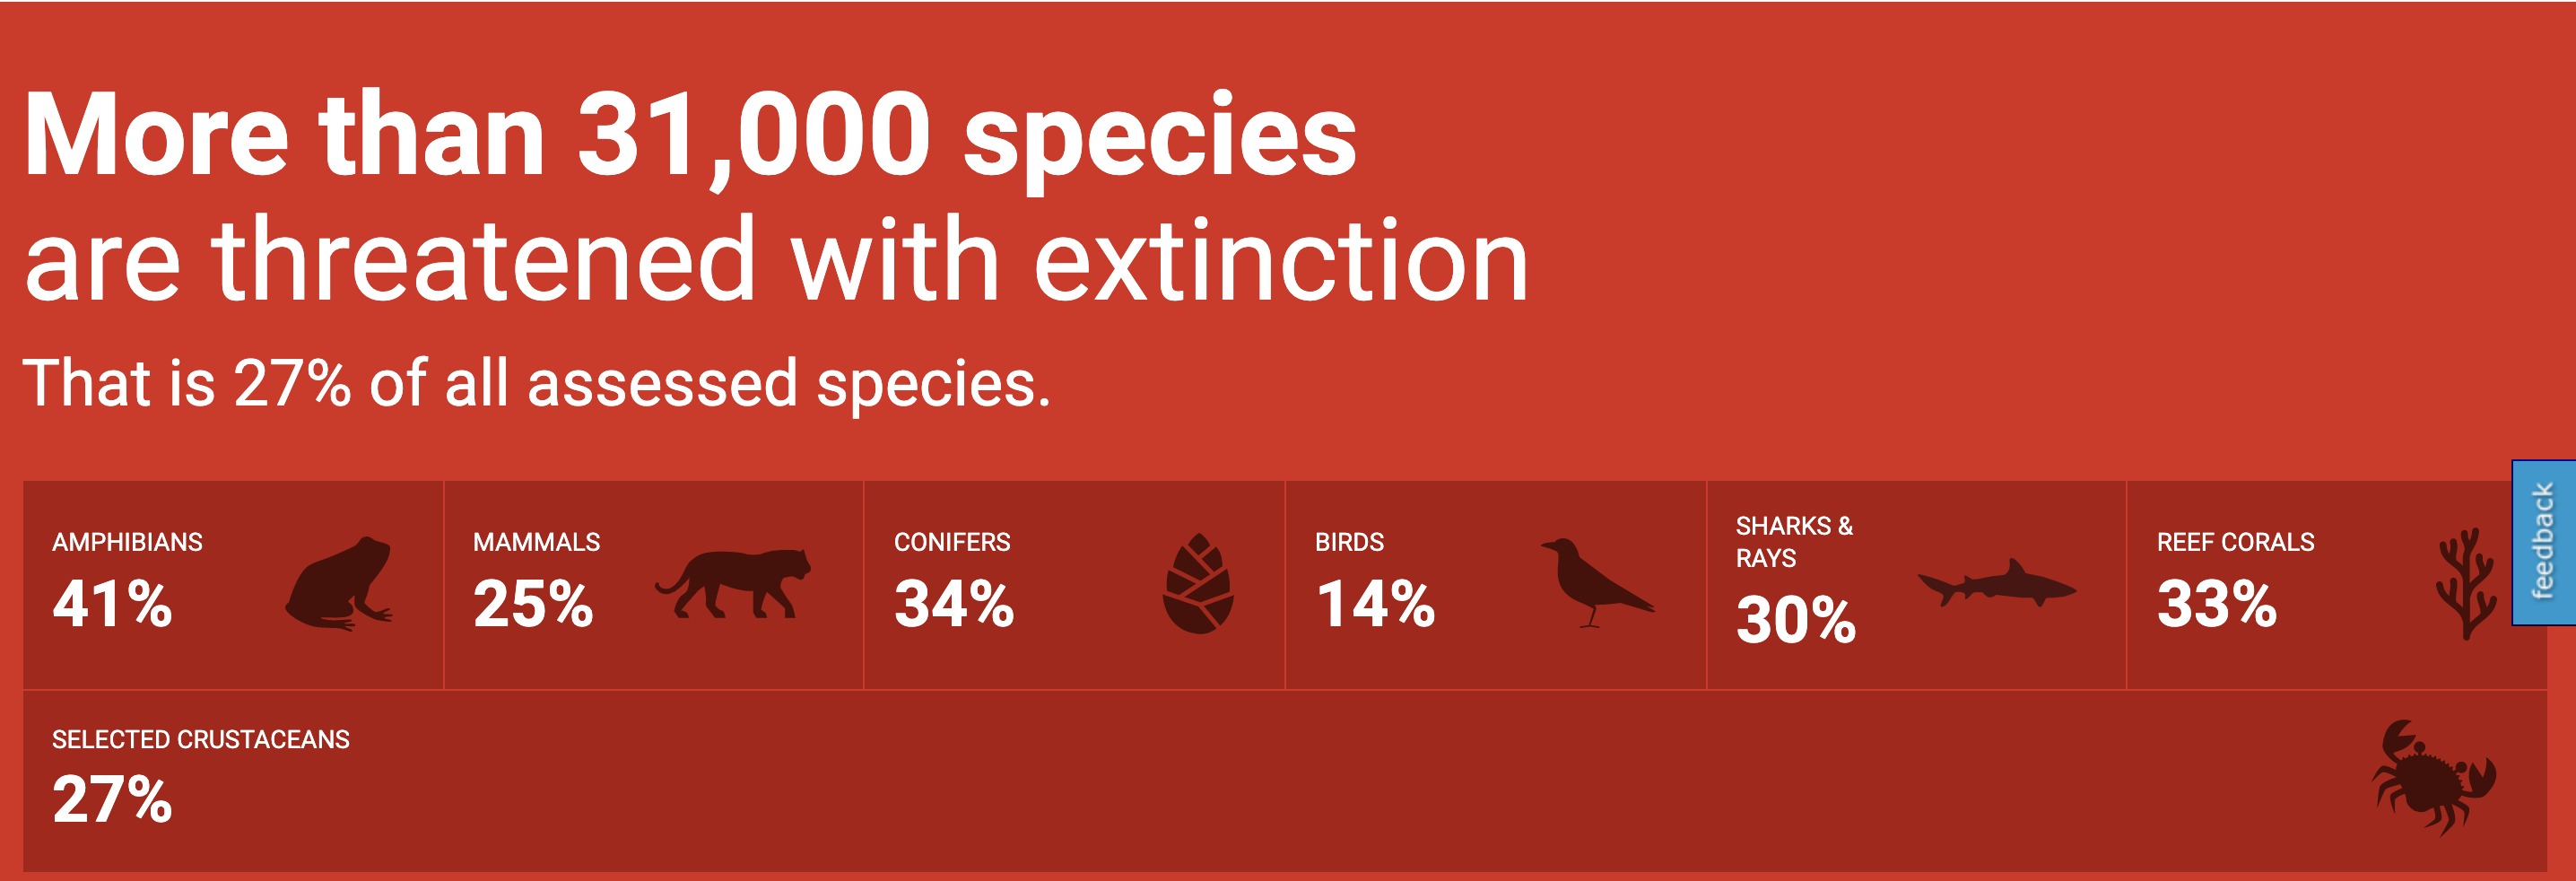 More than 31,000 species
are threatened with extinction
That is 27% of all assessed species.
AMPHIBIANS
41%
MAMMALS
25%
CONIFERS
34%
BIRDS
14%
SHARKS &
RAYS
30%
REEF CORALS
33%
feedback
SELECTED CRUSTACEANS
27%